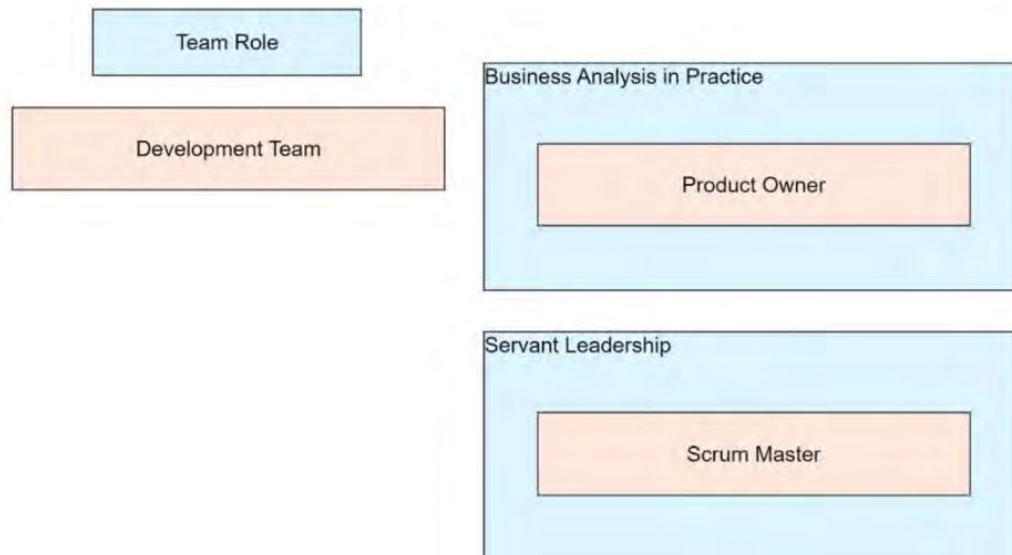 Team Role
Development Team
Business Analysis in Practice
Product Owner
Servant Leadership
Scrum Master